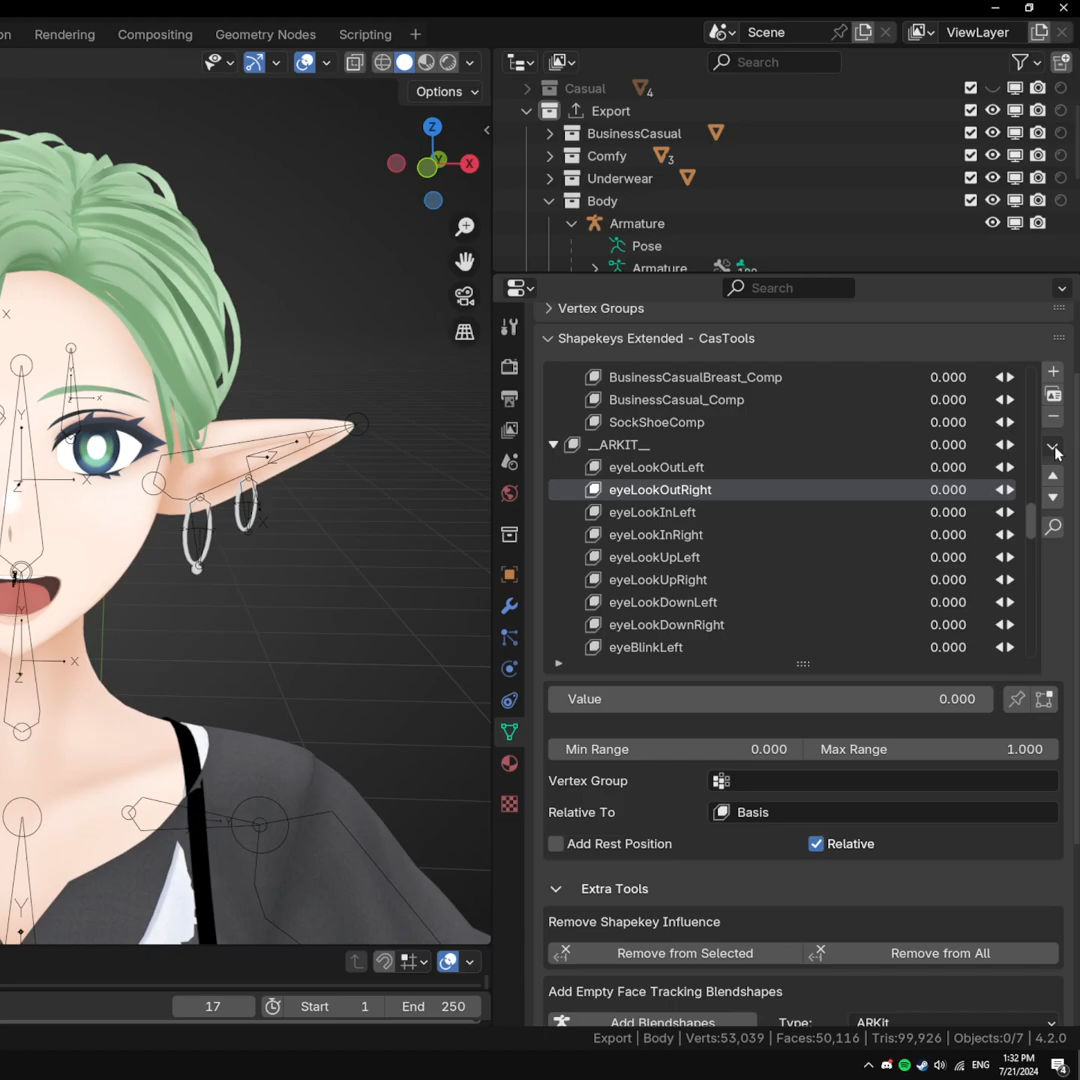 on Rendering Compositing Geometry Nodes Scripting + Scene ViewLayer
Options
Search
Casual 4
Export
BusinessCasual
Comfy 3
Underwear
Body
Armature
Pose
Armature
Search
Vertex Groups
Shapekeys Extended - CasTools
BusinessCasualBreast_Comp 0.000
BusinessCasual_Comp 0.000
SockShoeComp 0.000
__ARKIT__ 0.000
eyeLookOutLeft 0.000
eyeLookOutRight 0.000
eyeLookInLeft 0.000
eyeLookInRight 0.000
eyeLookUpLeft 0.000
eyeLookUpRight 0.000
eyeLookDownLeft 0.000
eyeLookDownRight 0.000
eyeBlinkLeft 0.000
Value 0.000
Min Range 0.000 Max Range 1.000
Vertex Group
Relative To Basis
Add Rest Position Relative
Extra Tools
Remove Shapekey Influence
Remove from Selected Remove from All
Add Empty Face Tracking Blendshapes
Add Blendshapes Type: ARKit
Z
Y
X
X
Y
X
Z
Y
X
X
Y
X
Y
X
Z
Y
Y
17 Start 1 End 250
Export | Body | Verts:53,039 | Faces:50,116 | Tris:99,926 | Objects:0/7 | 4.2.0
ENG
1:32 PM
7/21/2024
4